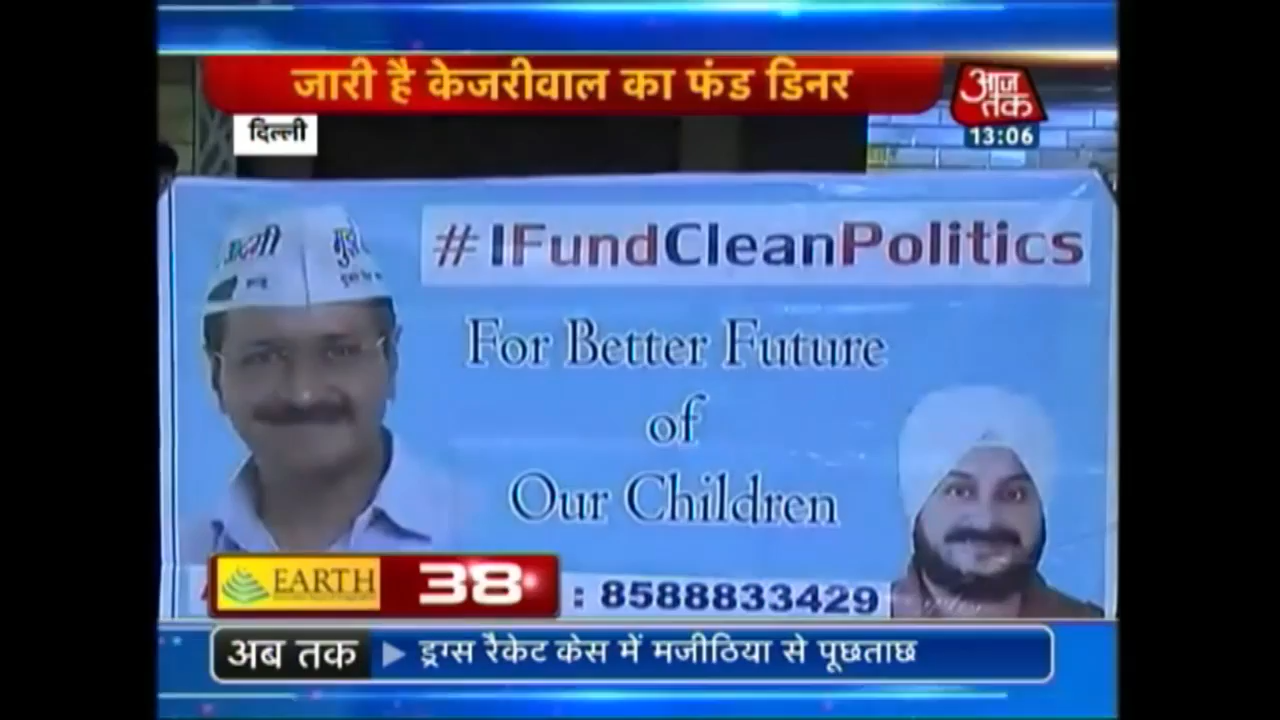 जारी है केजरीवाल का फंड डिनर
आज तक
दिल्ली
13:06
#IFundCleanPolitics
For Better Future
of
Our Children
EARTH
38
: 8588833429
अब तक
ड्रग्स रैकेट केस में मजीठिया से पूछताछ